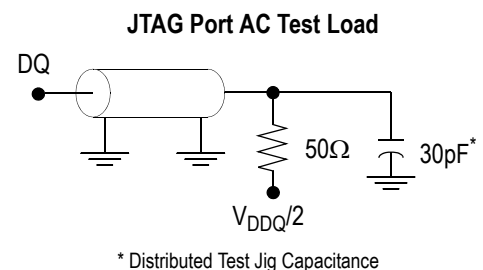 JTAG Port AC Test Load
DQ
50Ω
30pF*
VDDQ/2
* Distributed Test Jig Capacitance